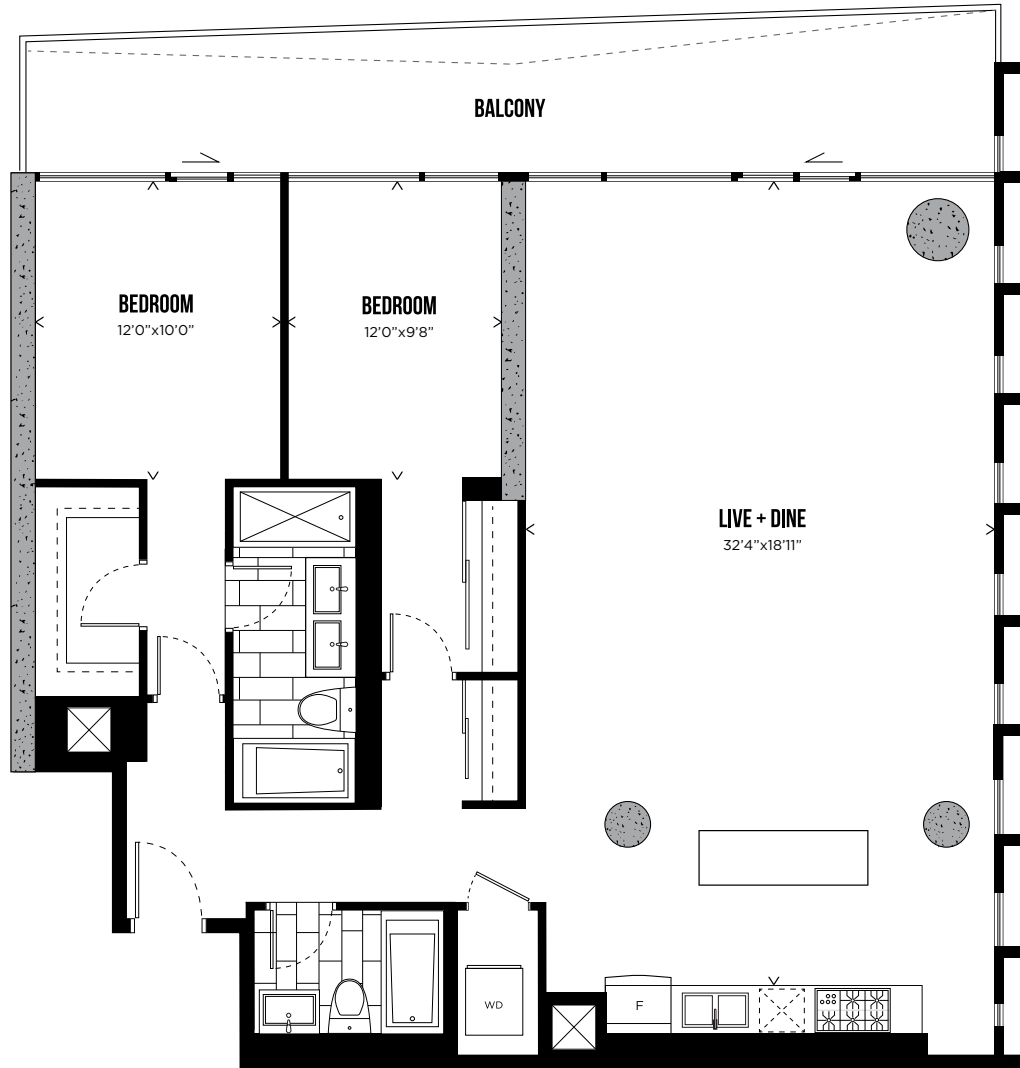 BALCONY
BEDROOM
12’0”x10’0”
BEDROOM
12’0”x9’8”
LIVE + DINE
32’4”x18’11”
WD
F